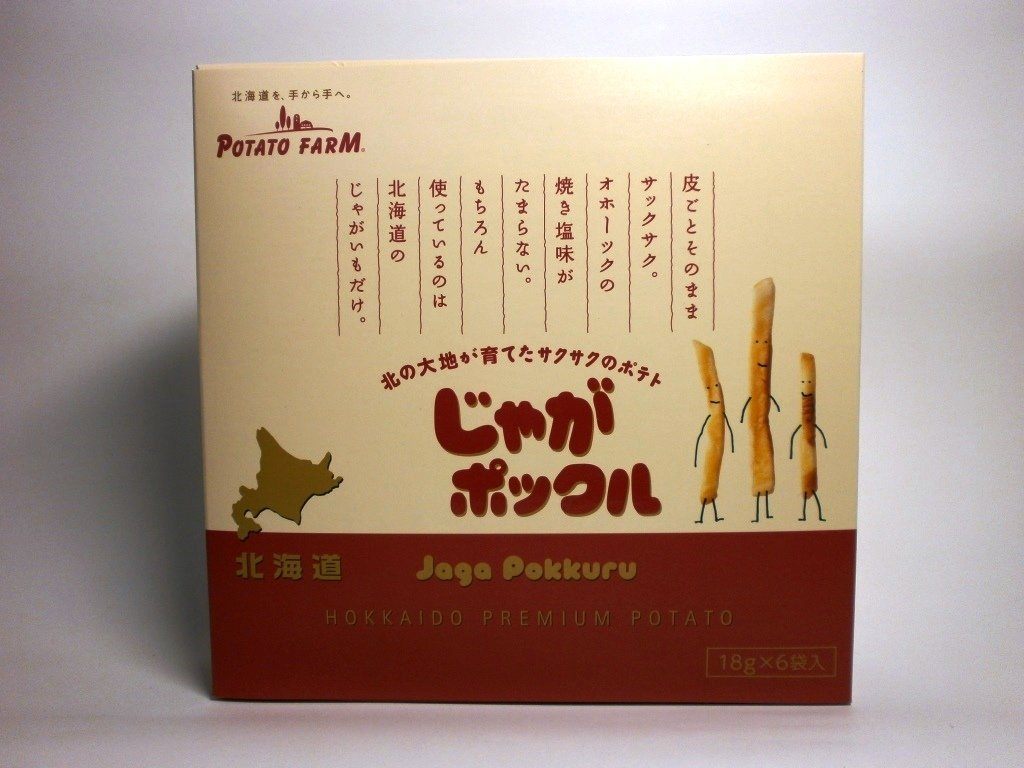 北海道を、手から手へ。
POTATO FARM
皮ごとそのまま
サックサク。
オホーツクの
焼き塩味が
たまらない。
もちろん
使っているのは
北海道の
じゃがいもだけ。
北の大地が育てたサクサクのポテト
じゃが
ポックル
北海道
Jaga Pokkuru
HOKKAIDO PREMIUM POTATO
18g×6袋入